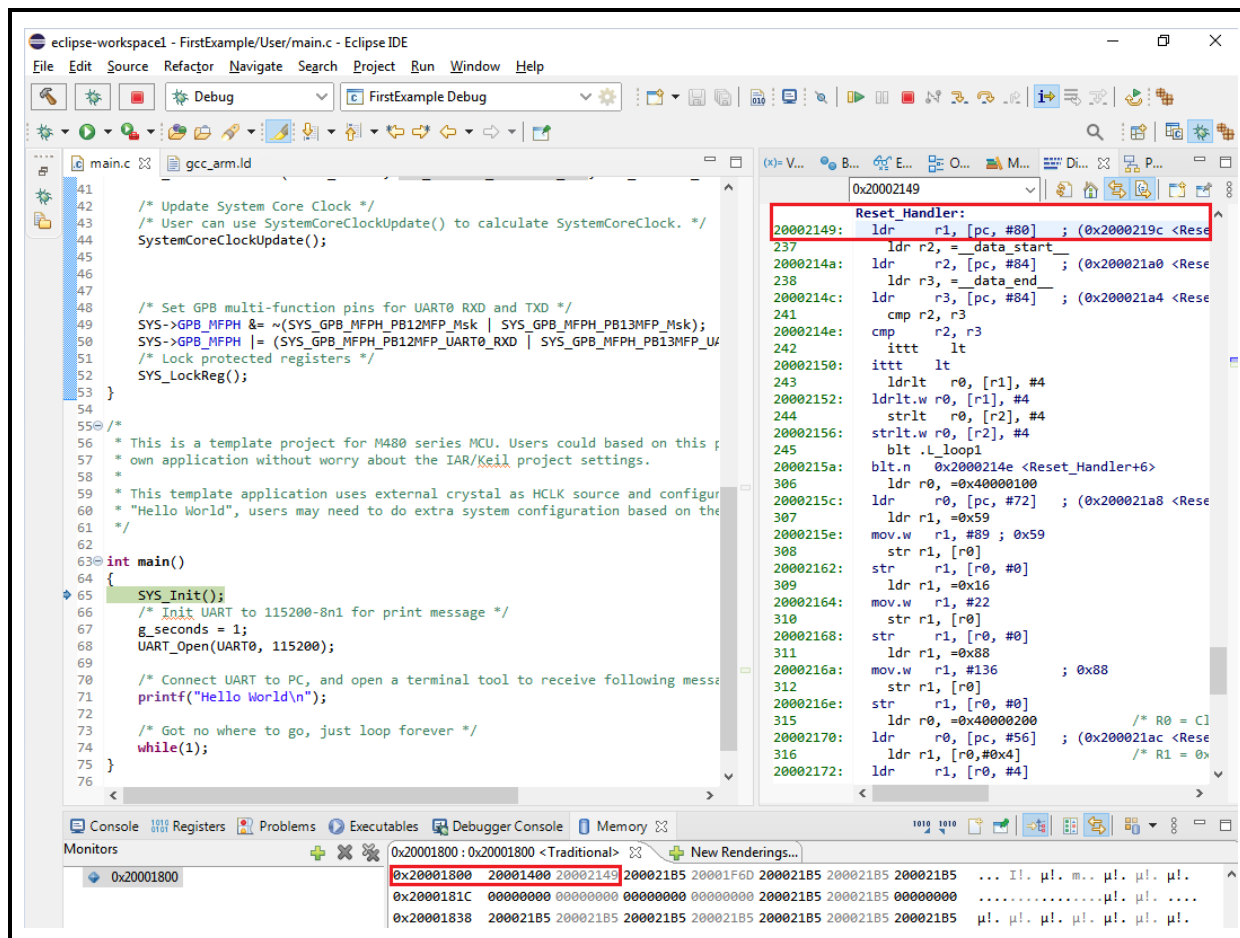 eclipse-workspace1 - FirstExample/User/main.c - Eclipse IDE
File Edit Source Refactor Navigate Search Project Run Window Help
Debug FirstExample Debug
main.c gcc_arm.ld
41
42 /* Update System Core Clock */
43 /* User can use SystemCoreClockUpdate() to calculate SystemCoreClock. */
44 SystemCoreClockUpdate();
45
46
47
48 /* Set GPB multi-function pins for UART0 RXD and TXD */
49 SYS->GPB_MFPH &= ~(SYS_GPB_MFPH_PB12MFP_Msk | SYS_GPB_MFPH_PB13MFP_Msk);
50 SYS->GPB_MFPH |= (SYS_GPB_MFPH_PB12MFP_UART0_RXD | SYS_GPB_MFPH_PB13MFP_UA
51 /* Lock protected registers */
52 SYS_LockReg();
53 }
54
55 /*
56 * This is a template project for M480 series MCU. Users could based on this p
57 * own application without worry about the IAR/Keil project settings.
58 *
59 * This template application uses external crystal as HCLK source and configur
60 * "Hello World", users may need to do extra system configuration based on the
61 */
62
63 int main()
64 {
65 SYS_Init();
66 /* Init UART to 115200-8n1 for print message */
67 g_seconds = 1;
68 UART_Open(UART0, 115200);
69
70 /* Connect UART to PC, and open a terminal tool to receive following messa
71 printf("Hello World\n");
72
73 /* Got no where to go, just loop forever */
74 while(1);
75 }
76
(x)= V... B... E... O... M... Di... P...
0x20002149
Reset_Handler:
20002149: ldr r1, [pc, #80] ; (0x2000219c <Rese
237 ldr r2, =__data_start__
2000214a: ldr r2, [pc, #84] ; (0x200021a0 <Rese
238 ldr r3, =__data_end__
2000214c: ldr r3, [pc, #84] ; (0x200021a4 <Rese
241 cmp r2, r3
2000214e: cmp r2, r3
242 ittt lt
20002150: ittt lt
243 ldrlt r0, [r1], #4
20002152: ldrlt.w r0, [r1], #4
244 strlt r0, [r2], #4
20002156: strlt.w r0, [r2], #4
245 blt .L_loop1
2000215a: blt.n 0x2000214e <Reset_Handler+6>
306 ldr r0, =0x40000100
2000215c: ldr r0, [pc, #72] ; (0x200021a8 <Rese
307 ldr r1, =0x59
2000215e: mov.w r1, #89 ; 0x59
308 str r1, [r0]
20002162: str r1, [r0, #0]
309 ldr r1, =0x16
20002164: mov.w r1, #22
310 str r1, [r0]
20002168: str r1, [r0, #0]
311 ldr r1, =0x88
2000216a: mov.w r1, #136 ; 0x88
312 str r1, [r0]
2000216e: str r1, [r0, #0]
315 ldr r0, =0x40000200 /* R0 = Cl
20002170: ldr r0, [pc, #56] ; (0x200021ac <Rese
316 ldr r1, [r0,#0x4] /* R1 = 0x
20002172: ldr r1, [r0, #4]
Console Registers Problems Executables Debugger Console Memory
Monitors
0x20001800
0x20001800 : 0x20001800 <Traditional> New Renderings...
0x20001800 20001400 20002149 200021B5 20001F6D 200021B5 200021B5 200021B5 ... I!. µ!. m.. µ!. µ!. µ!.
0x2000181C 00000000 00000000 00000000 00000000 200021B5 200021B5 00000000 ................µ!. µ!. ....
0x20001838 200021B5 200021B5 200021B5 200021B5 200021B5 200021B5 200021B5 µ!. µ!. µ!. µ!. µ!. µ!. µ!.